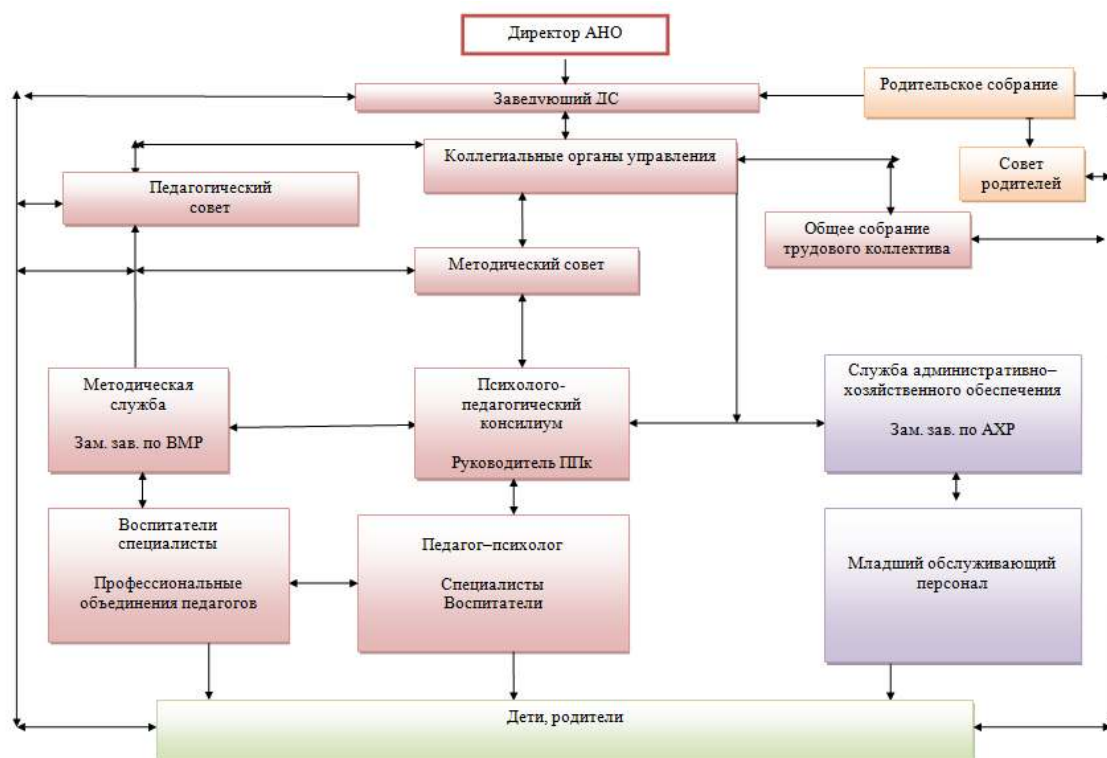 Директор АНО
Заведующий ДС
Родительское собрание
Коллегиальные органы управления
Совет
родителей
Педагогический
совет
Общее собрание
трудового коллектива
Методический совет
Методическая
служба
Зам. зав. по ВМР
Психолого-
педагогический
консилиум
Руководитель ППк
Служба административно–
хозяйственного обеспечения
Зам. зав. по АХР
Воспитатели
специалисты
Профессиональные
объединения педагогов
Педагог–психолог
Специалисты
Воспитатели
Младший обслуживающий
персонал
Дети, родители